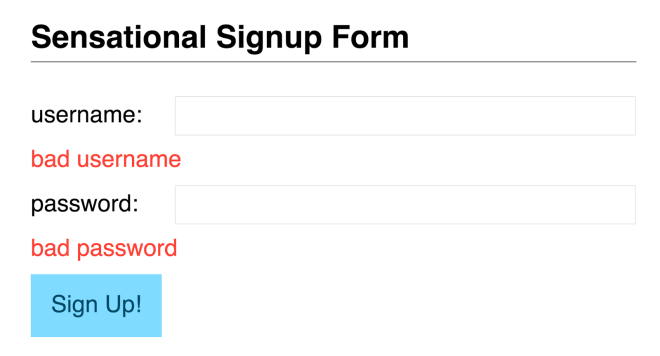 Sensational Signup Form
username:
bad username
password:
bad password
Sign Up!